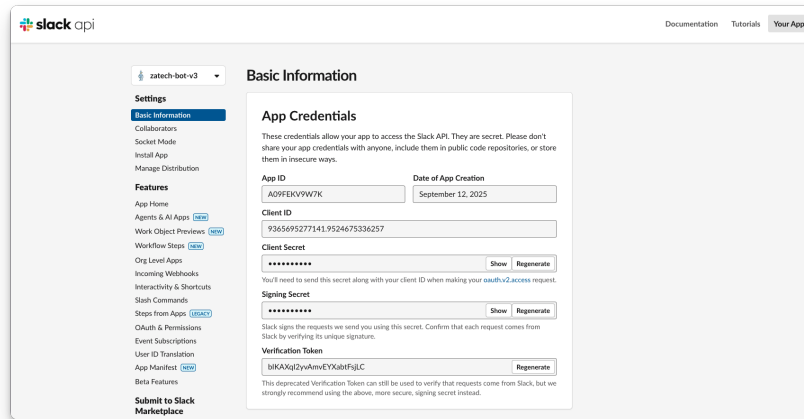 slack api
Documentation Tutorials Your App
zatech-bot-v3
Settings
Basic Information
Collaborators
Socket Mode
Install App
Manage Distribution
Features
App Home
Agents & AI Apps NEW
Work Object Previews NEW
Workflow Steps NEW
Org Level Apps
Incoming Webhooks
Interactivity & Shortcuts
Slash Commands
Steps from Apps LEGACY
OAuth & Permissions
Event Subscriptions
User ID Translation
App Manifest NEW
Beta Features
Submit to Slack
Marketplace
Basic Information
App Credentials
These credentials allow your app to access the Slack API. They are secret. Please don't
share your app credentials with anyone, include them in public code repositories, or store
them in insecure ways.
App ID Date of App Creation
A09FEKV9W7K September 12, 2025
Client ID
9365695277141.9524675336257
Client Secret
•••••••••• Show Regenerate
You'll need to send this secret along with your client ID when making your oauth.v2.access request.
Signing Secret
•••••••••• Show Regenerate
Slack signs the requests we send you using this secret. Confirm that each request comes from
Slack by verifying its unique signature.
Verification Token
blKAXqI2yvAmvEYXabtFsjLC Regenerate
This deprecated Verification Token can still be used to verify that requests come from Slack, but we
strongly recommend using the above, more secure, signing secret instead.